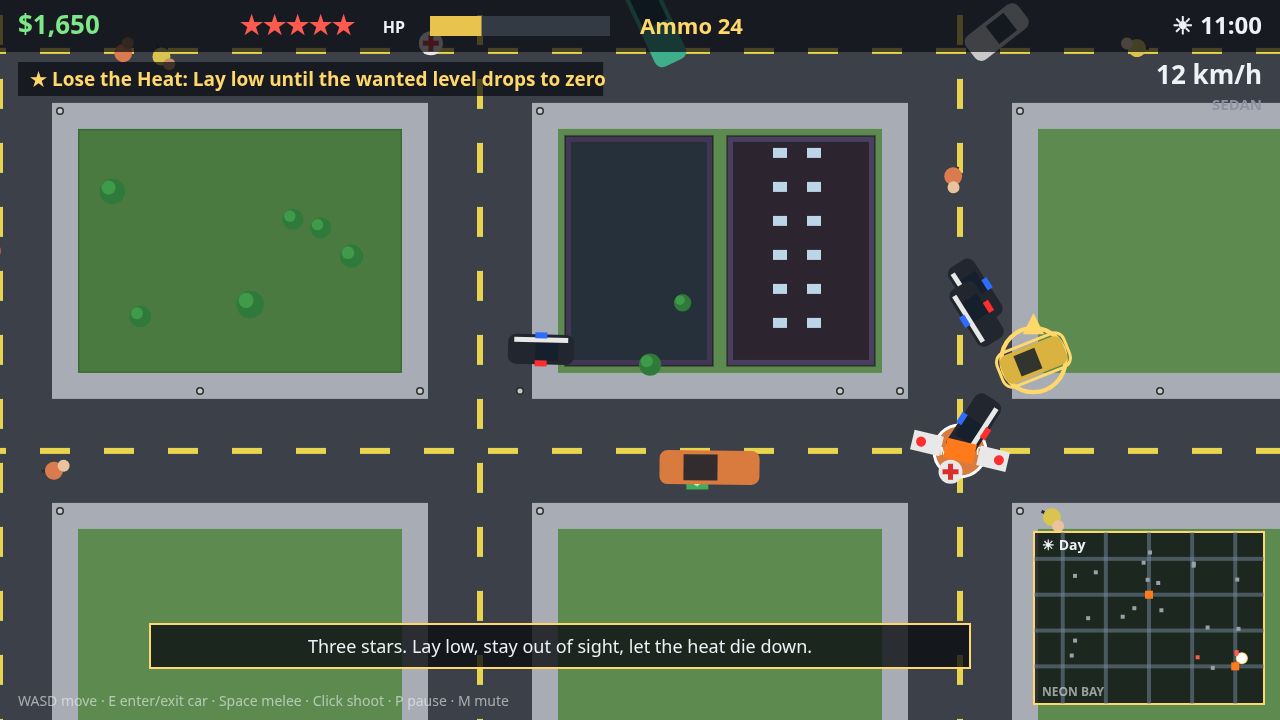 $1,650
★★★★★
HP
Ammo 24
☀ 11:00
★ Lose the Heat: Lay low until the wanted level drops to zero
12 km/h
SEDAN
☀ Day
Three stars. Lay low, stay out of sight, let the heat die down.
NEON BAY
WASD move · E enter/exit car · Space melee · Click shoot · P pause · M mute